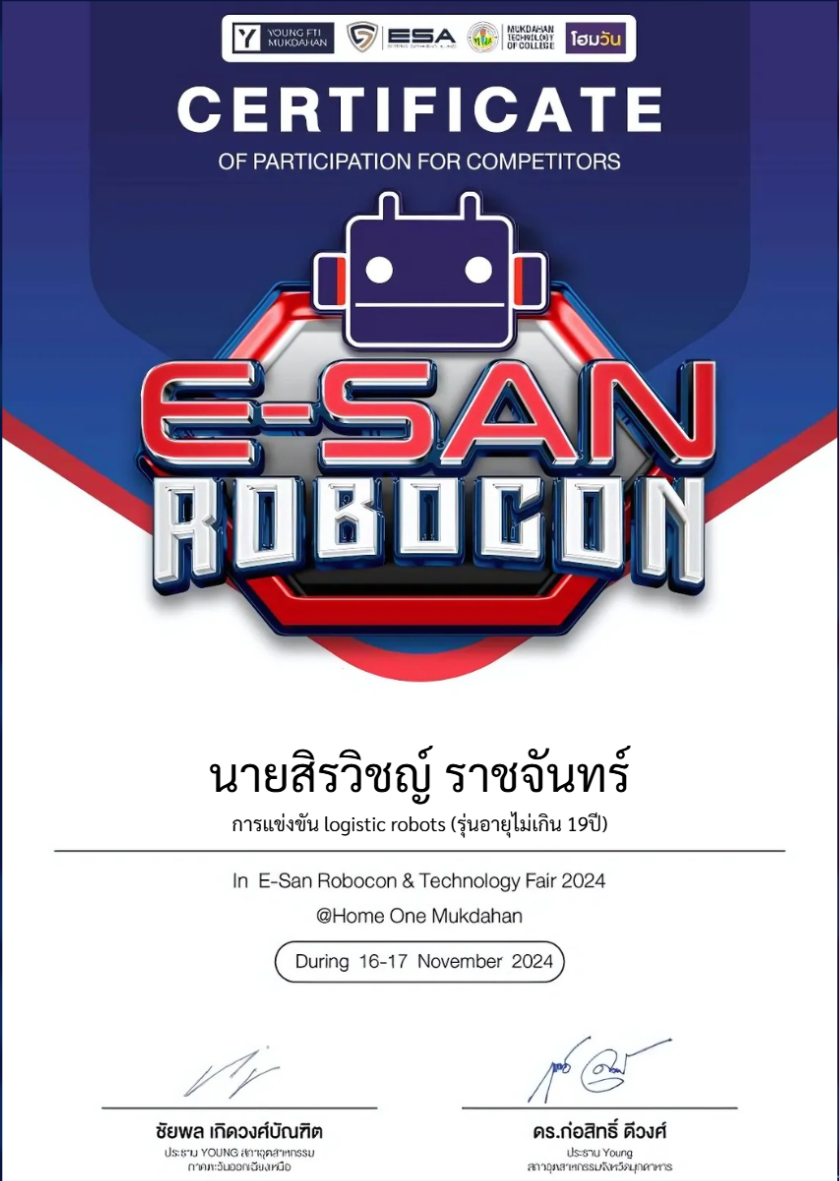 YOUNG FTI
MUKDAHAN
ESA
MUKDAHAN
TECHNOLOGY
OF COLLEGE
โฮมวัน
CERTIFICATE
OF PARTICIPATION FOR COMPETITORS
E-SAN
ROBOCON
นายสิรวิชญ์ ราชจันทร์
การแข่งขัน logistic robots (รุ่นอายุไม่เกิน 19ปี)
In E-San Robocon & Technology Fair 2024
@Home One Mukdahan
During 16-17 November 2024
ชัยพล เกิดวงศ์บัณฑิต
ประธาน YOUNG สภาอุตสาหกรรม
ภาคตะวันออกเฉียงเหนือ
ดร.ก่อสิทธิ์ ดีวงศ์
ประธาน Young
สภาอุตสาหกรรมจังหวัดมุกดาหาร